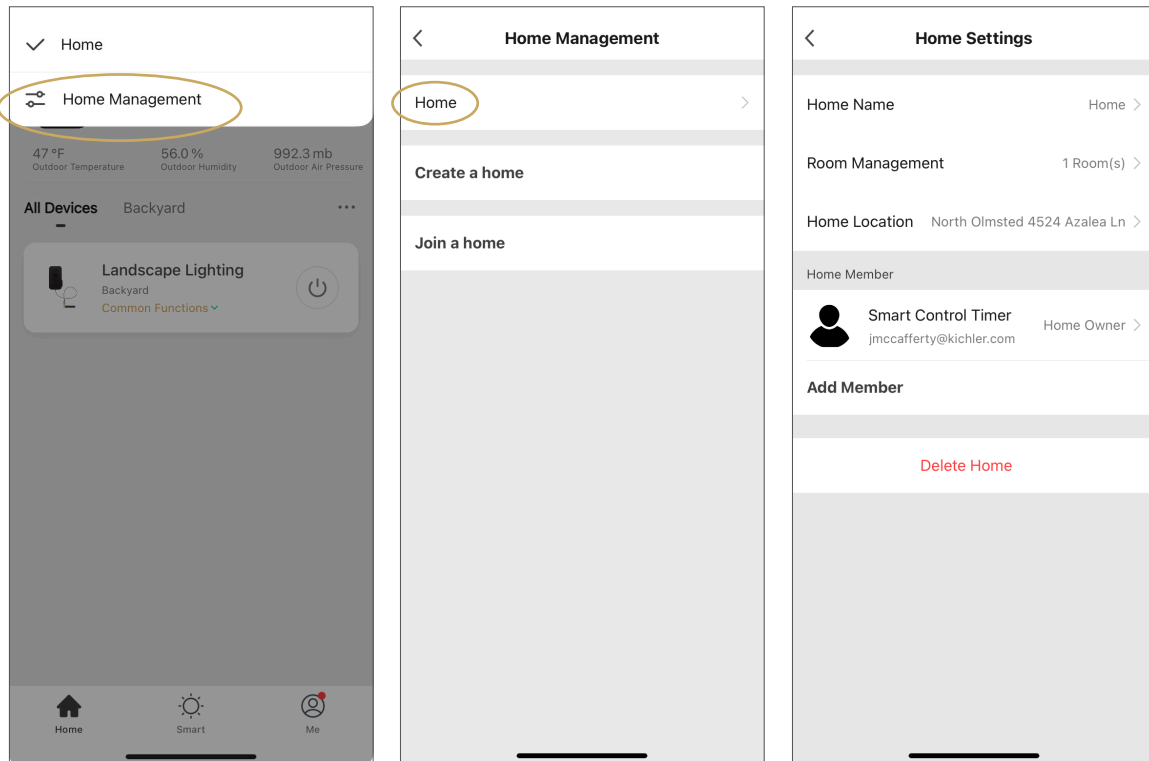 Home
Home Management
47 °F
56.0 %
992.3 mb
Outdoor Temperature
Outdoor Humidity
Outdoor Air Pressure
All Devices
Backyard
Landscape Lighting
Backyard
Common Functions
Home
Smart
Me
Home Management
Home
Create a home
Join a home
Home Settings
Home Name
Home
Room Management
1 Room(s)
Home Location
North Olmsted 4524 Azalea Ln
Home Member
Smart Control Timer
jmccafferty@kichler.com
Home Owner
Add Member
Delete Home